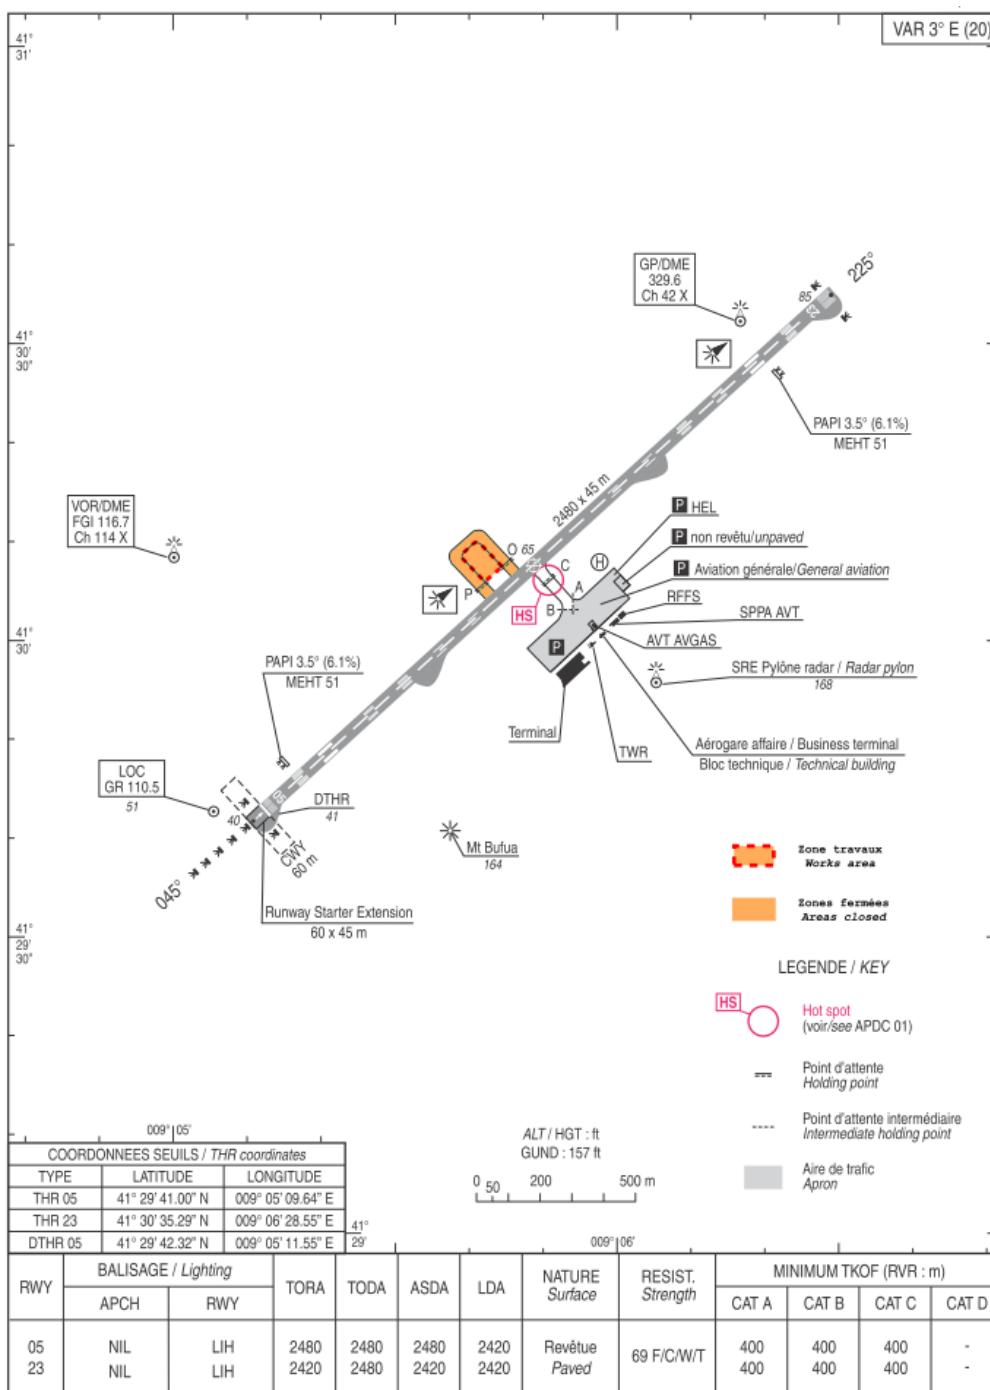 VAR 3° E (20)
41°
31'
225°
GP/DME
329.6
Ch 42 X
85
23
41°
30'
30"
PAPI 3.5° (6.1%)
MEHT 51
2480 x 45 m
VOR/DME
FGI 116.7
Ch 114 X
P HEL
P non revêtu/unpaved
O 65
C
H
P Aviation générale/General aviation
P
A
HS
B
RFFS
SPPA AVT
41°
30'
P
AVT AVGAS
PAPI 3.5° (6.1%)
MEHT 51
SRE Pylône radar / Radar pylon
168
Terminal
TWR
Aérogare affaire / Business terminal
Bloc technique / Technical building
LOC
GR 110.5
51
05
DTHR
41
40
CWY
60 m
Mt Bufua
164
045°
Runway Starter Extension
60 x 45 m
Zone travaux
Works area
Zones fermées
Areas closed
41°
29'
30"
LEGENDE / KEY
HS
Hot spot
(voir/see APDC 01)
Point d'attente
Holding point
Point d'attente intermédiaire
Intermediate holding point
Aire de trafic
Apron
009° 05'
ALT / HGT : ft
GUND : 157 ft
0 50 200 500 m
COORDONNEES SEUILS / THR coordinates
TYPE LATITUDE LONGITUDE
THR 05 41° 29' 41.00" N 009° 05' 09.64" E
THR 23 41° 30' 35.29" N 009° 06' 28.55" E
DTHR 05 41° 29' 42.32" N 009° 05' 11.55" E
41°
29'
009° 06'
RWY BALISAGE / Lighting TORA TODA ASDA LDA NATURE Surface RESIST. Strength MINIMUM TKOF (RVR : m)
APCH RWY CAT A CAT B CAT C CAT D
05 NIL LIH 2480 2480 2480 2420 Revêtue 69 F/C/W/T 400 400 400 -
23 NIL LIH 2420 2480 2420 2420 Paved 400 400 400 -